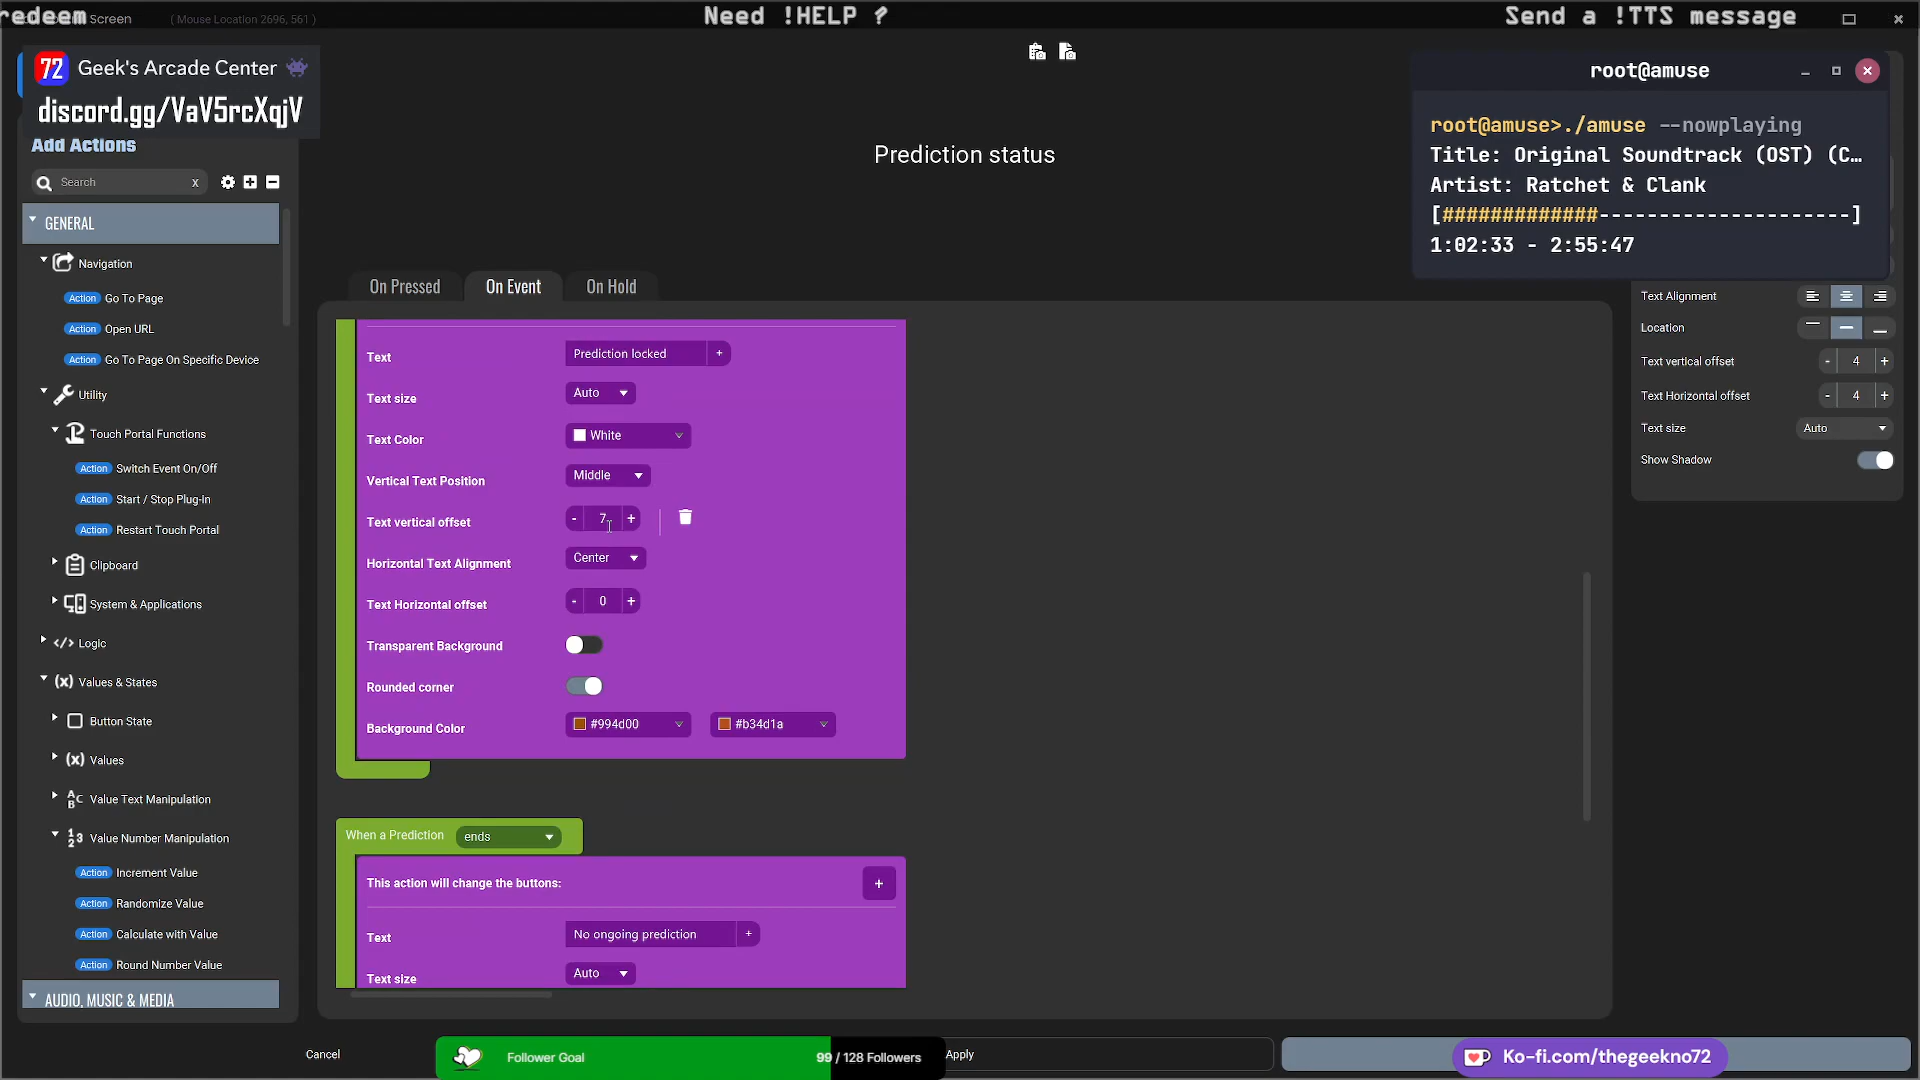 redeem
Screen
( Mouse Location 2696, 561 )
Need !HELP ?
Send a !TTS message
72
Geek's Arcade Center
discord.gg/VaV5rcXqjV
Add Actions
Search
x
GENERAL
Navigation
Action Go To Page
Action Open URL
Action Go To Page On Specific Device
Utility
Touch Portal Functions
Action Switch Event On/Off
Action Start / Stop Plug-In
Action Restart Touch Portal
Clipboard
System & Applications
</> Logic
(x) Values & States
Button State
(x) Values
Value Text Manipulation
Value Number Manipulation
Action Increment Value
Action Randomize Value
Action Calculate with Value
Action Round Number Value
AUDIO, MUSIC & MEDIA
Prediction status
On Pressed
On Event
On Hold
Text
Prediction locked
+
Text size
Auto
Text Color
White
Vertical Text Position
Middle
Text vertical offset
- 7 +
Horizontal Text Alignment
Center
Text Horizontal offset
- 0 +
Transparent Background
Rounded corner
Background Color
#994d00
#b34d1a
When a Prediction
ends
This action will change the buttons:
+
Text
No ongoing prediction
+
Text size
Auto
root@amuse
root@amuse>./amuse --nowplaying
Title: Original Soundtrack (OST) (C…
Artist: Ratchet & Clank
[#############---------------------]
1:02:33 - 2:55:47
Text Alignment
Location
Text vertical offset
- 4 +
Text Horizontal offset
- 4 +
Text size
Auto
Show Shadow
Cancel
Follower Goal
99 / 128 Followers
Apply
Ko-fi.com/thegeekno72